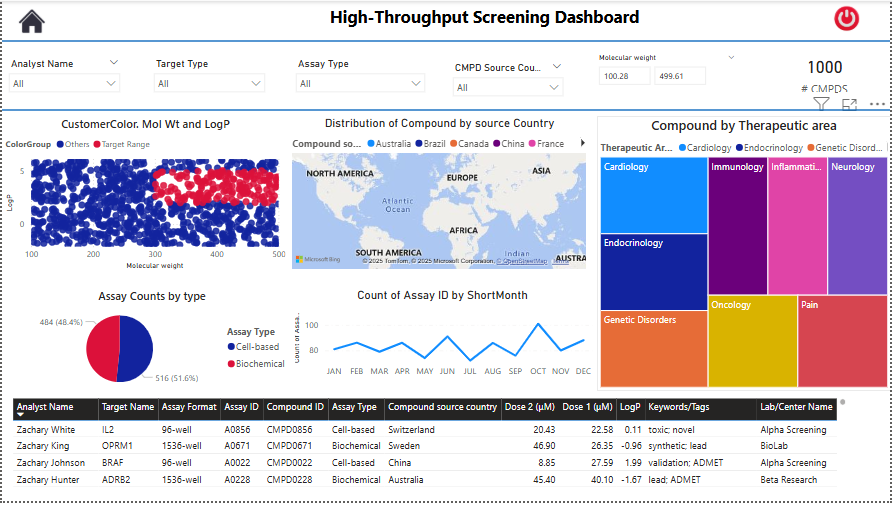 High-Throughput Screening Dashboard
Analyst Name
All
Target Type
All
Assay Type
All
CMPD Source Cou...
All
Molecular weight
100.28 499.61
1000
# CMPDS
CustomerColor. Mol Wt and LogP
ColorGroup Others Target Range
LogP
5
0
100 200 300 400 500
Molecular weight
Distribution of Compound by source Country
Compound so... Australia Brazil Canada China France
NORTH AMERICA
EUROPE
ASIA
Atlantic
Ocean
AFRICA
SOUTH AMERICA
Indian
AUSTRA
Microsoft Bing
© 2025 TomTom, © 2025 Microsoft Corporation, © OpenStreetMap Terms
Compound by Therapeutic area
Therapeutic Ar... Cardiology Endocrinology Genetic Disord...
Cardiology
Endocrinology
Genetic Disorders
Immunology
Inflammati...
Neurology
Oncology
Pain
Assay Counts by type
484 (48.4%)
516 (51.6%)
Assay Type
Cell-based
Biochemical
Count of Assay ID by ShortMonth
Count of Assa...
100
80
JAN FEB MAR APR MAY JUN JUL AUG SEP OCT NOV DEC
Analyst Name Target Name Assay Format Assay ID Compound ID Assay Type Compound source country Dose 2 (µM) Dose 1 (µM) LogP Keywords/Tags Lab/Center Name
Zachary White IL2 96-well A0856 CMPD0856 Cell-based Switzerland 20.43 22.58 0.11 toxic; novel Alpha Screening
Zachary King OPRM1 1536-well A0671 CMPD0671 Biochemical Sweden 46.90 26.35 -0.96 synthetic; lead BioLab
Zachary Johnson BRAF 96-well A0022 CMPD0022 Cell-based China 8.85 27.59 1.99 validation; ADMET Alpha Screening
Zachary Hunter ADRB2 1536-well A0228 CMPD0228 Biochemical Australia 45.40 40.10 -1.67 lead; ADMET Beta Research